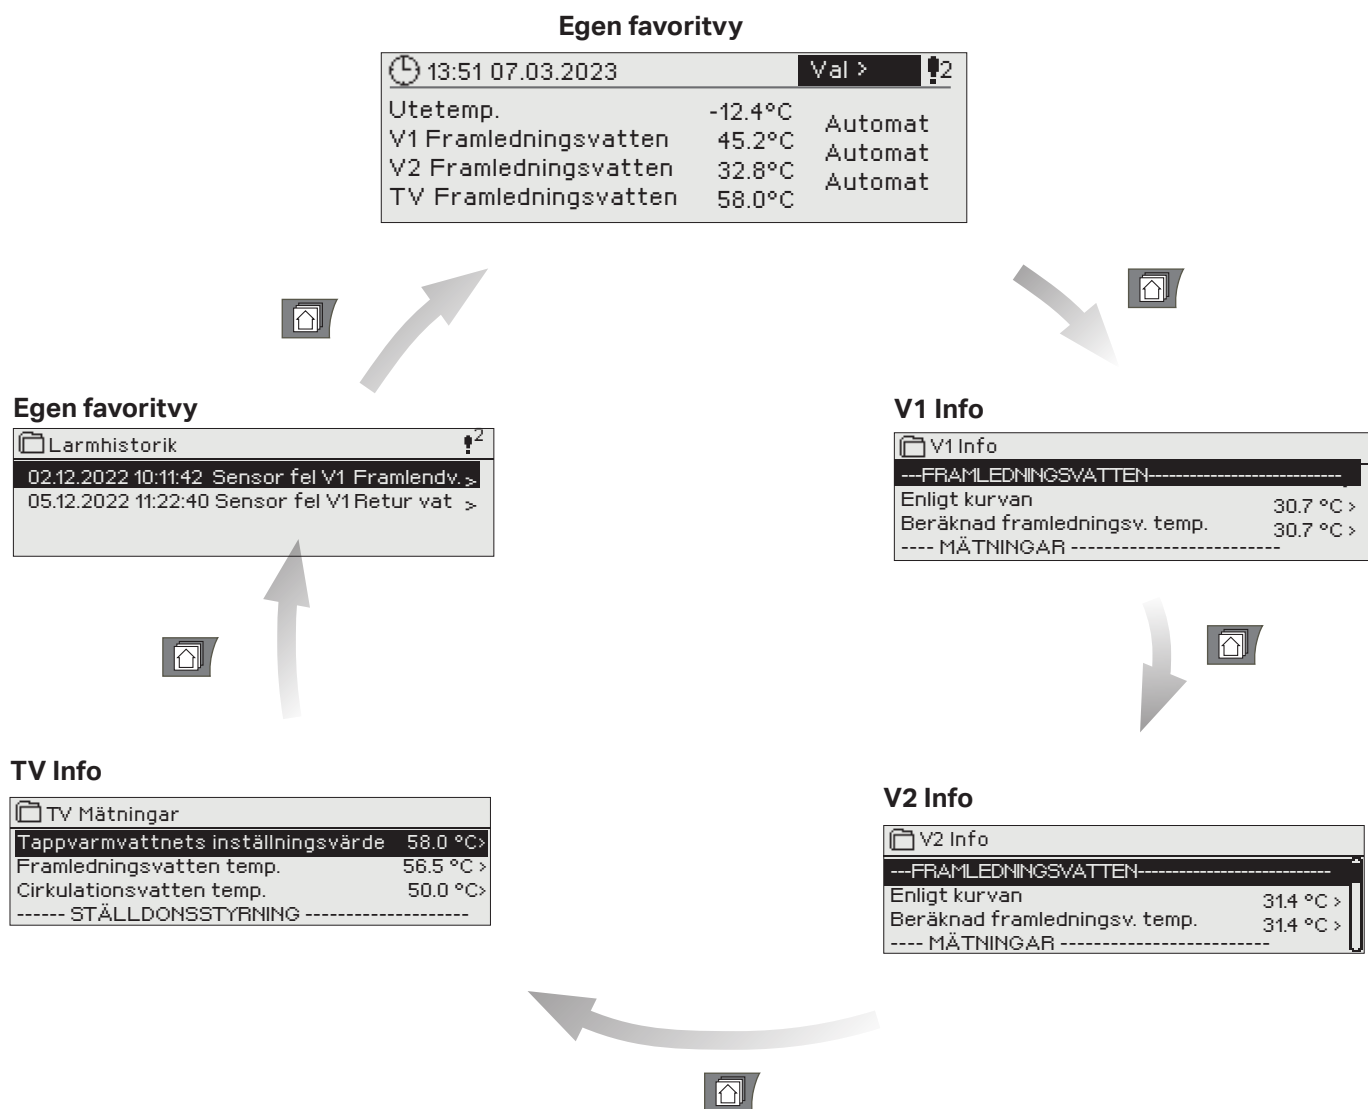 Egen favoritvy
13:51 07.03.2023 Val > 2
Utetemp. -12.4°C
V1 Framledningsvatten 45.2°C Automat
V2 Framledningsvatten 32.8°C Automat
TV Framledningsvatten 58.0°C Automat
Egen favoritvy
Larmhistorik 2
02.12.2022 10:11:42 Sensor fel V1 Framlendv. >
05.12.2022 11:22:40 Sensor fel V1 Retur vat >
V1 Info
V1 Info
---FRAMLEDNINGSVATTEN----------------------------
Enligt kurvan 30.7 °C >
Beräknad framledningsv. temp. 30.7 °C >
---- MÄTNINGAR -------------------------
TV Info
TV Mätningar
Tappvarmvattnets inställningsvärde 58.0 °C>
Framledningsvatten temp. 56.5 °C >
Cirkulationsvatten temp. 50.0 °C>
------ STÄLLDONSSTYRNING --------------------
V2 Info
V2 Info
---FRAMLEDNINGSVATTEN----------------------------
Enligt kurvan 31.4 °C >
Beräknad framledningsv. temp. 31.4 °C >
---- MÄTNINGAR -------------------------